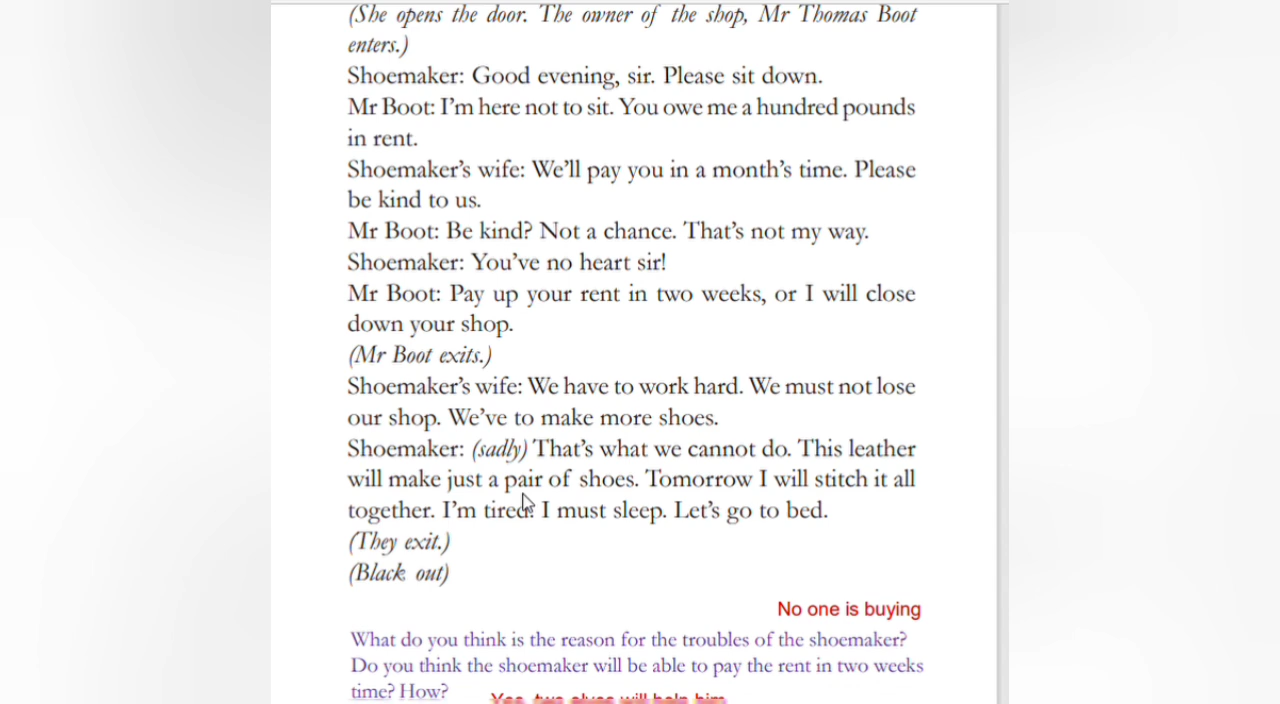 (She opens the door. The owner of the shop, Mr Thomas Boot
enters.)
Shoemaker: Good evening, sir. Please sit down.
Mr Boot: I'm here not to sit. You owe me a hundred pounds
in rent.
Shoemaker's wife: We'll pay you in a month's time. Please
be kind to us.
Mr Boot: Be kind? Not a chance. That's not my way.
Shoemaker: You've no heart sir!
Mr Boot: Pay up your rent in two weeks, or I will close
down your shop.
(Mr Boot exits.)
Shoemaker's wife: We have to work hard. We must not lose
our shop. We've to make more shoes.
Shoemaker: (sadly) That's what we cannot do. This leather
will make just a pair of shoes. Tomorrow I will stitch it all
together. I'm tired. I must sleep. Let's go to bed.
(They exit.)
(Black out)
No one is buying
What do you think is the reason for the troubles of the shoemaker?
Do you think the shoemaker will be able to pay the rent in two weeks
time? How?
Yes, two elves will help him